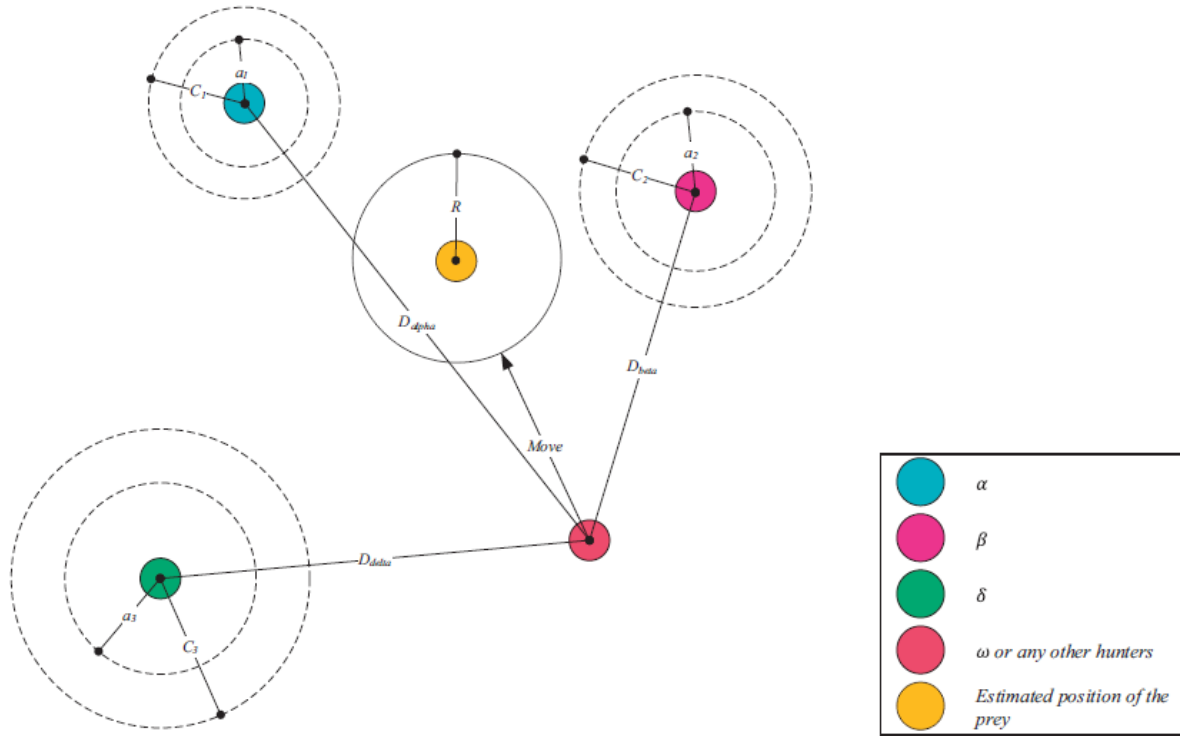 a1
C1
a2
C2
R
Dalpha
Dbeta
Move
Ddelta
a3
C3
α
β
δ
ω or any other hunters
Estimated position of the
prey